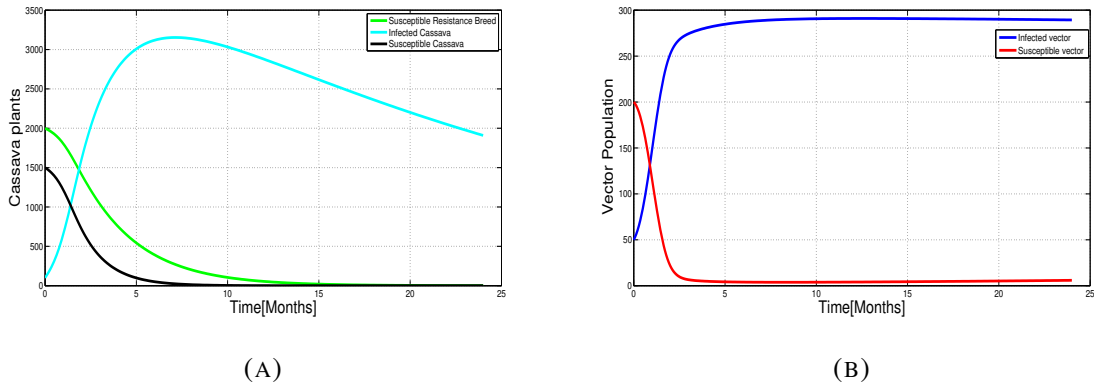 3500
3000
2500
2000
1500
1000
500
0
0 5 10 15 20 25
Cassava plants
Time[Months]
Susceptible Resistance Breed
Infected Cassava
Susceptible Cassava
(A)
300
250
200
150
100
50
0
0 5 10 15 20 25
Vector Population
Time[Months]
Infected vector
Susceptible vector
(B)